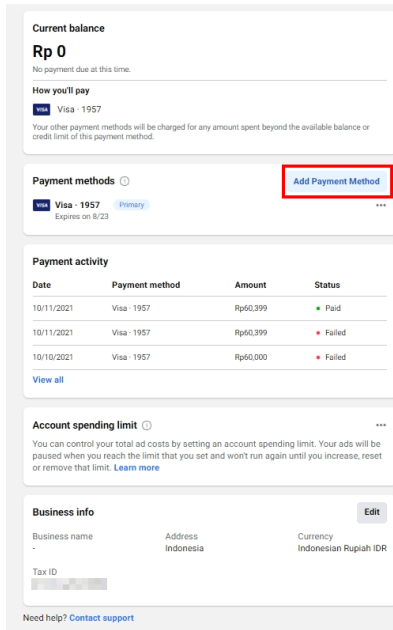 Current balance
Rp 0
No payment due at this time.
How you'll pay
VISA Visa · 1957
Your other payment methods will be charged for any amount spent beyond the available balance or
credit limit of this payment method.
Payment methods
Add Payment Method
VISA Visa · 1957 Primary
Expires on 8/23
Payment activity
Date Payment method Amount Status
10/11/2021 Visa · 1957 Rp60,399 Paid
10/11/2021 Visa · 1957 Rp60,399 Failed
10/10/2021 Visa · 1957 Rp60,000 Failed
View all
Account spending limit
You can control your total ad costs by setting an account spending limit. Your ads will be
paused when you reach the limit that you set and won't run again until you increase, reset
or remove that limit. Learn more
Business info Edit
Business name Address Currency
- Indonesia Indonesian Rupiah IDR
Tax ID
Need help? Contact support